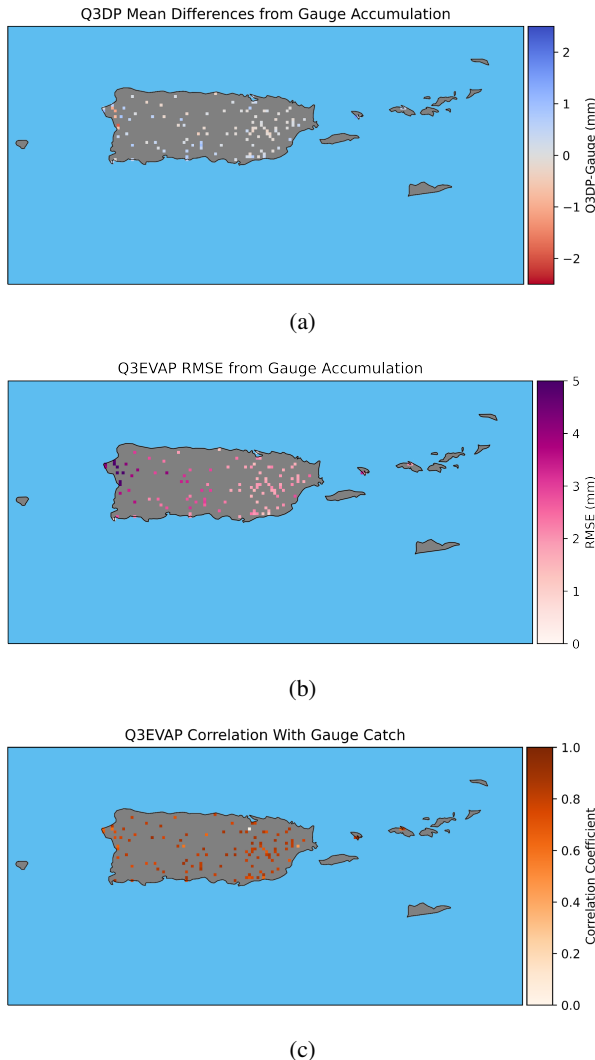 Q3DP Mean Differences from Gauge Accumulation
2
1
0
−1
−2
Q3DP-Gauge (mm)
(a)
Q3EVAP RMSE from Gauge Accumulation
5
4
3
2
1
0
RMSE (mm)
(b)
Q3EVAP Correlation With Gauge Catch
1.0
0.8
0.6
0.4
0.2
0.0
Correlation Coefficient
(c)